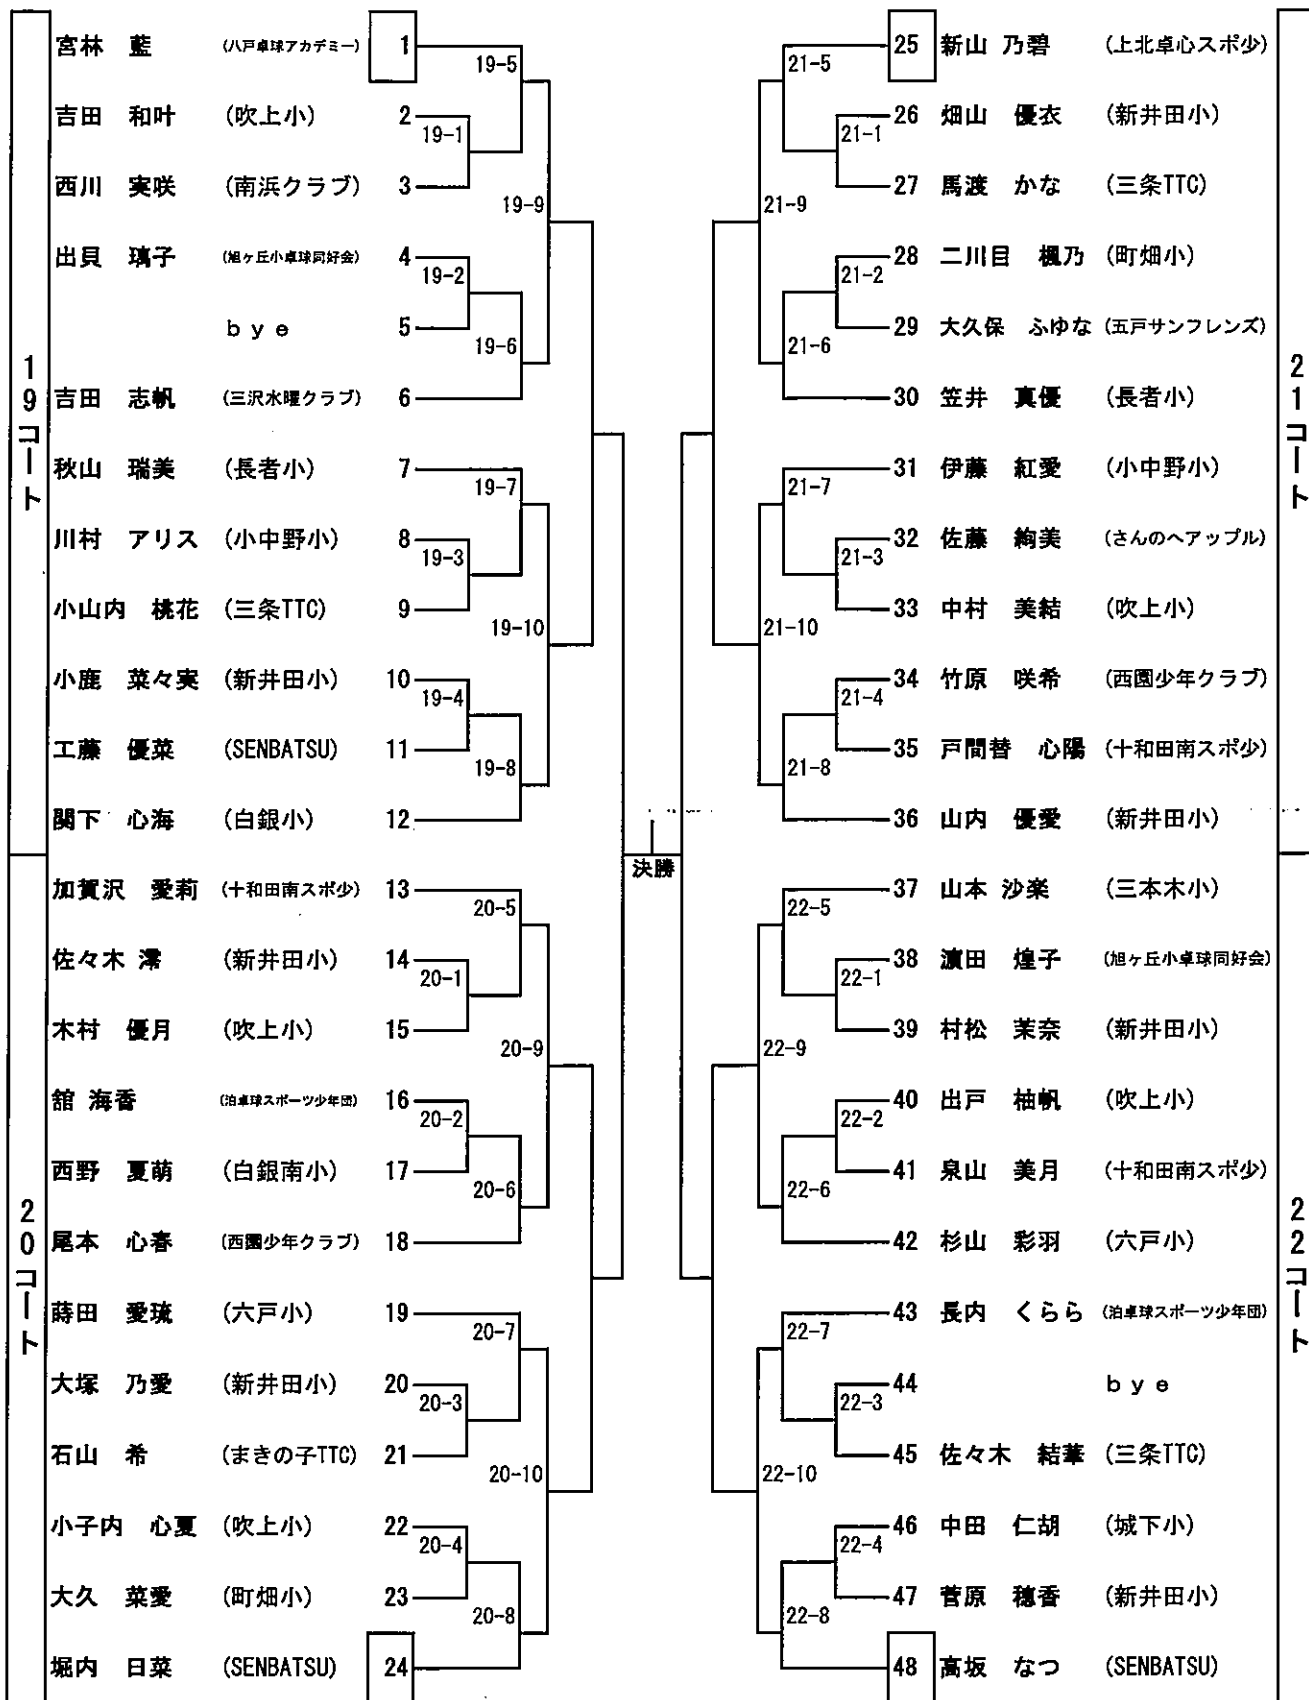 19コート
宮林　藍　(八戸卓球アカデミー)　1
19-5
吉田　和叶　(吹上小)　2
19-1
西川　実咲　(南浜クラブ)　3
19-9
出貝　璃子　(旭ヶ丘小卓球同好会)　4
19-2
bye　5
19-6
吉田　志帆　(三沢水曜クラブ)　6
秋山　瑞美　(長者小)　7
19-7
川村　アリス　(小中野小)　8
19-3
小山内　桃花　(三条TTC)　9
19-10
小鹿　菜々実　(新井田小)　10
19-4
工藤　優菜　(SENBATSU)　11
19-8
関下　心海　(白銀小)　12
20コート
加賀沢　愛莉　(十和田南スポ少)　13
20-5
佐々木 澪　(新井田小)　14
20-1
木村　優月　(吹上小)　15
20-9
舘 海香　(泊卓球スポーツ少年団)　16
20-2
西野　夏萌　(白銀南小)　17
20-6
尾本　心春　(西園少年クラブ)　18
蒔田　愛琉　(六戸小)　19
20-7
大塚　乃愛　(新井田小)　20
20-3
石山　希　(まきの子TTC)　21
20-10
小子内　心夏　(吹上小)　22
20-4
大久　菜愛　(町畑小)　23
20-8
堀内　日菜　(SENBATSU)　24
決勝
21コート
25　新山 乃碧　(上北卓心スポ少)
21-5
26　畑山　優衣　(新井田小)
21-1
27　馬渡　かな　(三条TTC)
21-9
28　二川目　楓乃　(町畑小)
21-2
29　大久保　ふゆな　(五戸サンフレンズ)
21-6
30　笠井　真優　(長者小)
31　伊藤　紅愛　(小中野小)
21-7
32　佐藤　絢美　(さんのへアップル)
21-3
33　中村　美結　(吹上小)
21-10
34　竹原　咲希　(西園少年クラブ)
21-4
35　戸間替　心陽　(十和田南スポ少)
21-8
36　山内　優愛　(新井田小)
22コート
37　山本 沙楽　(三本木小)
22-5
38　濵田　煌子　(旭ヶ丘小卓球同好会)
22-1
39　村松　茉奈　(新井田小)
22-9
40　出戸　柚帆　(吹上小)
22-2
41　泉山　美月　(十和田南スポ少)
22-6
42　杉山　彩羽　(六戸小)
43　長内　くらら　(泊卓球スポーツ少年団)
22-7
44　bye
22-3
45　佐々木　結華　(三条TTC)
22-10
46　中田　仁胡　(城下小)
22-4
47　菅原　穂香　(新井田小)
22-8
48　高坂　なつ　(SENBATSU)